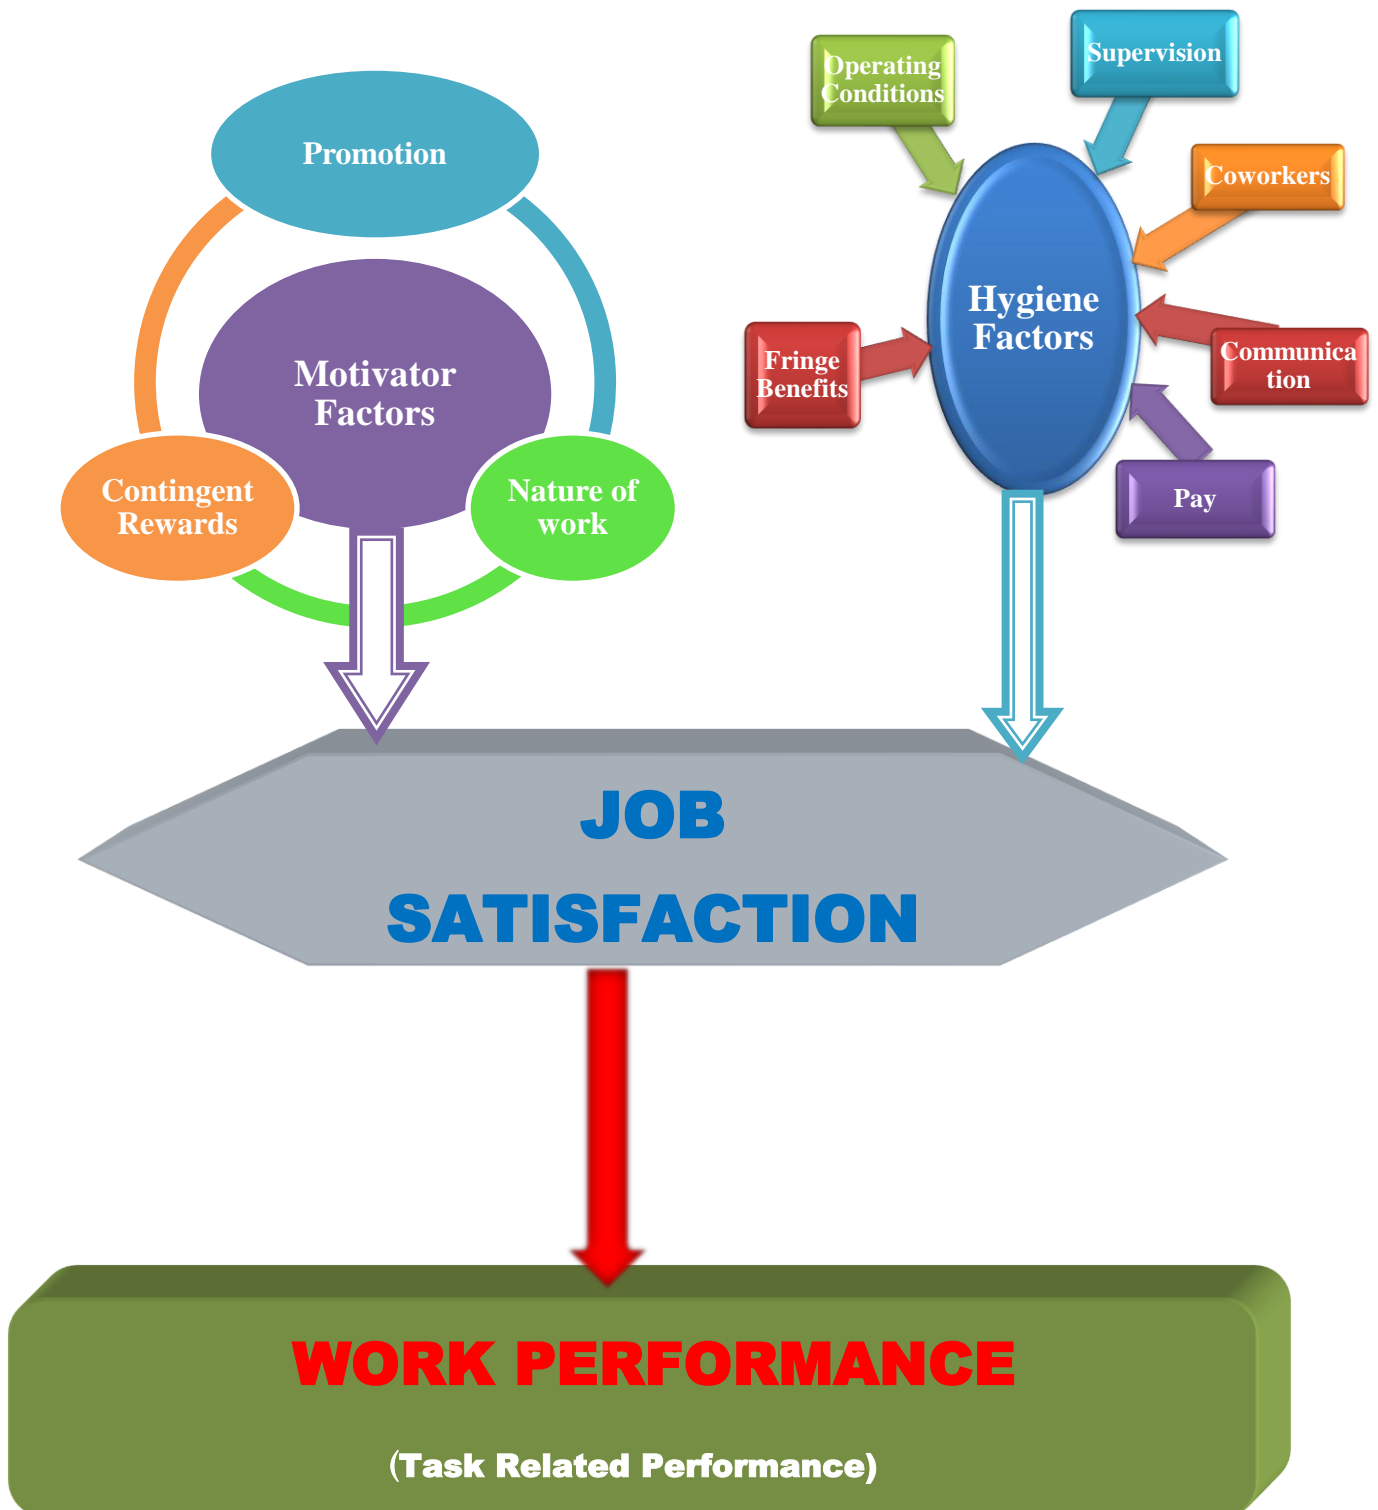 Promotion
Motivator
Factors
Contingent
Rewards
Nature of
work
Operating
Conditions
Supervision
Coworkers
Hygiene
Factors
Fringe
Benefits
Communica
tion
Pay
JOB
SATISFACTION
WORK PERFORMANCE
(Task Related Performance)